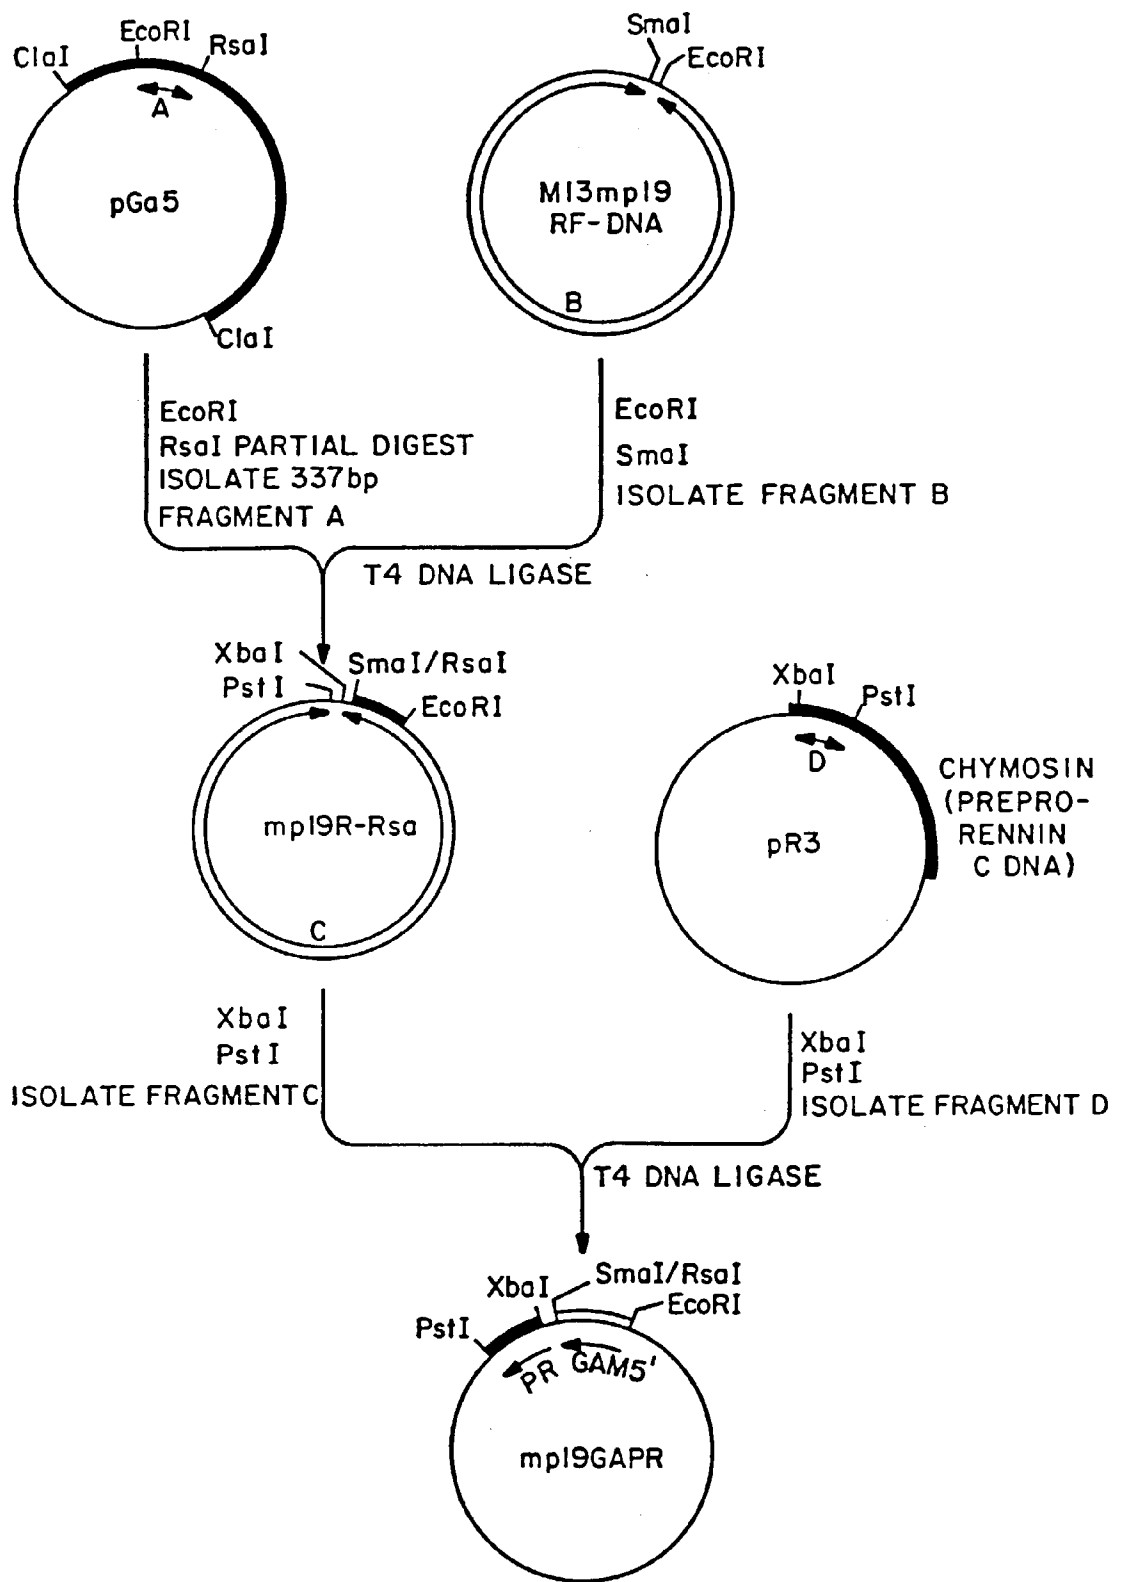 ClaI
EcoRI
RsaI
A
pGa5
ClaI
SmaI
EcoRI
M13mp19
RF-DNA
B
EcoRI
RsaI PARTIAL DIGEST
ISOLATE 337bp
FRAGMENT A
EcoRI
SmaI
ISOLATE FRAGMENT B
T4 DNA LIGASE
XbaI
SmaI/RsaI
PstI
EcoRI
mp19R-Rsa
C
XbaI
PstI
D
pR3
CHYMOSIN
(PREPRO-
RENNIN
C DNA)
XbaI
PstI
ISOLATE FRAGMENT C
XbaI
PstI
ISOLATE FRAGMENT D
T4 DNA LIGASE
XbaI
SmaI/RsaI
EcoRI
PstI
PR
GAM5'
mp19GAPR